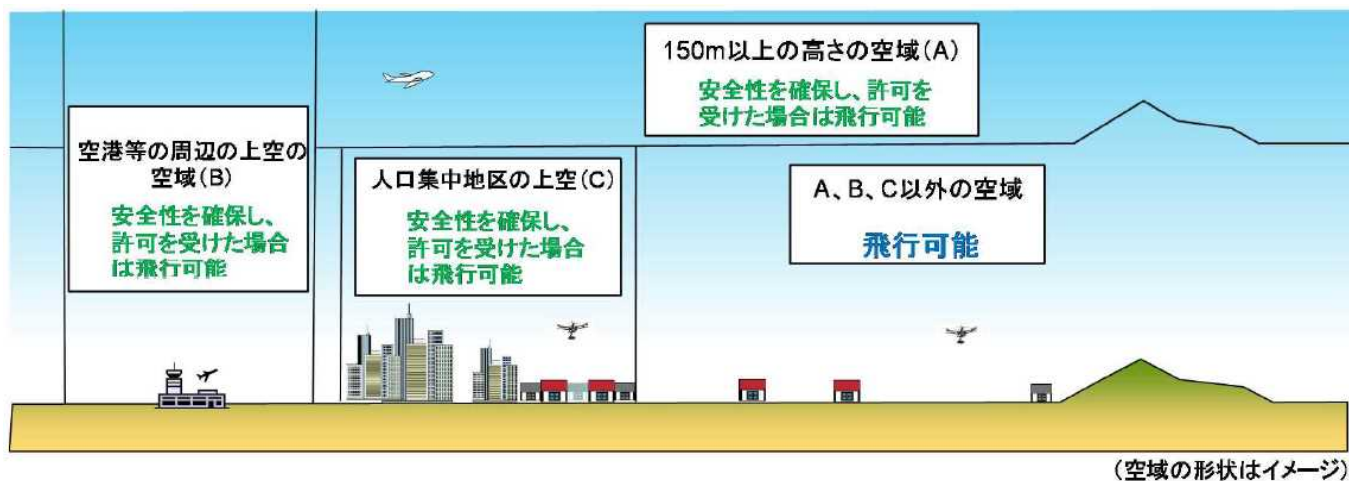 150m以上の高さの空域(A)
安全性を確保し、許可を
受けた場合は飛行可能
空港等の周辺の上空の
空域(B)
安全性を確保し、
許可を受けた場合
は飛行可能
人口集中地区の上空(C)
安全性を確保し、
許可を受けた場合
は飛行可能
A、B、C以外の空域
飛行可能
(空域の形状はイメージ)